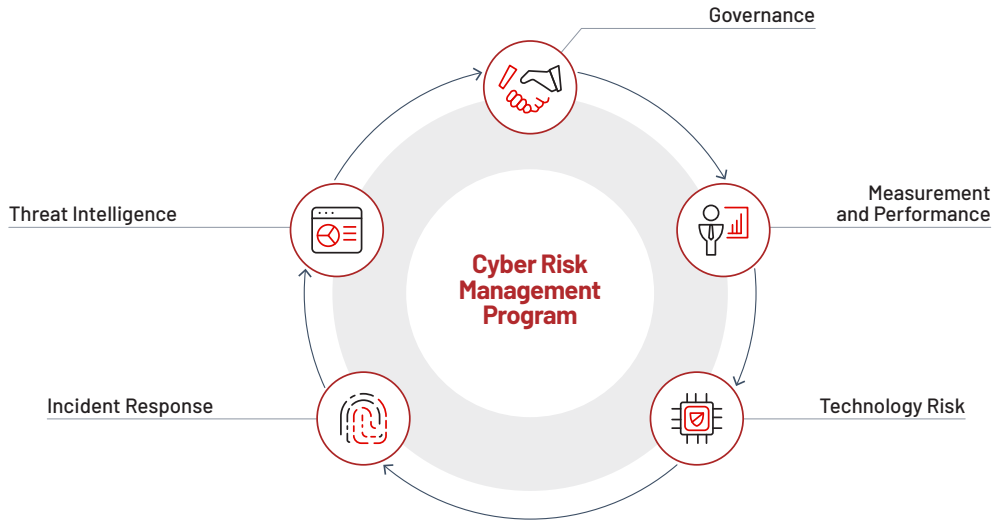 Governance
Measurement
and Performance
Threat Intelligence
Cyber Risk
Management
Program
Incident Response
Technology Risk